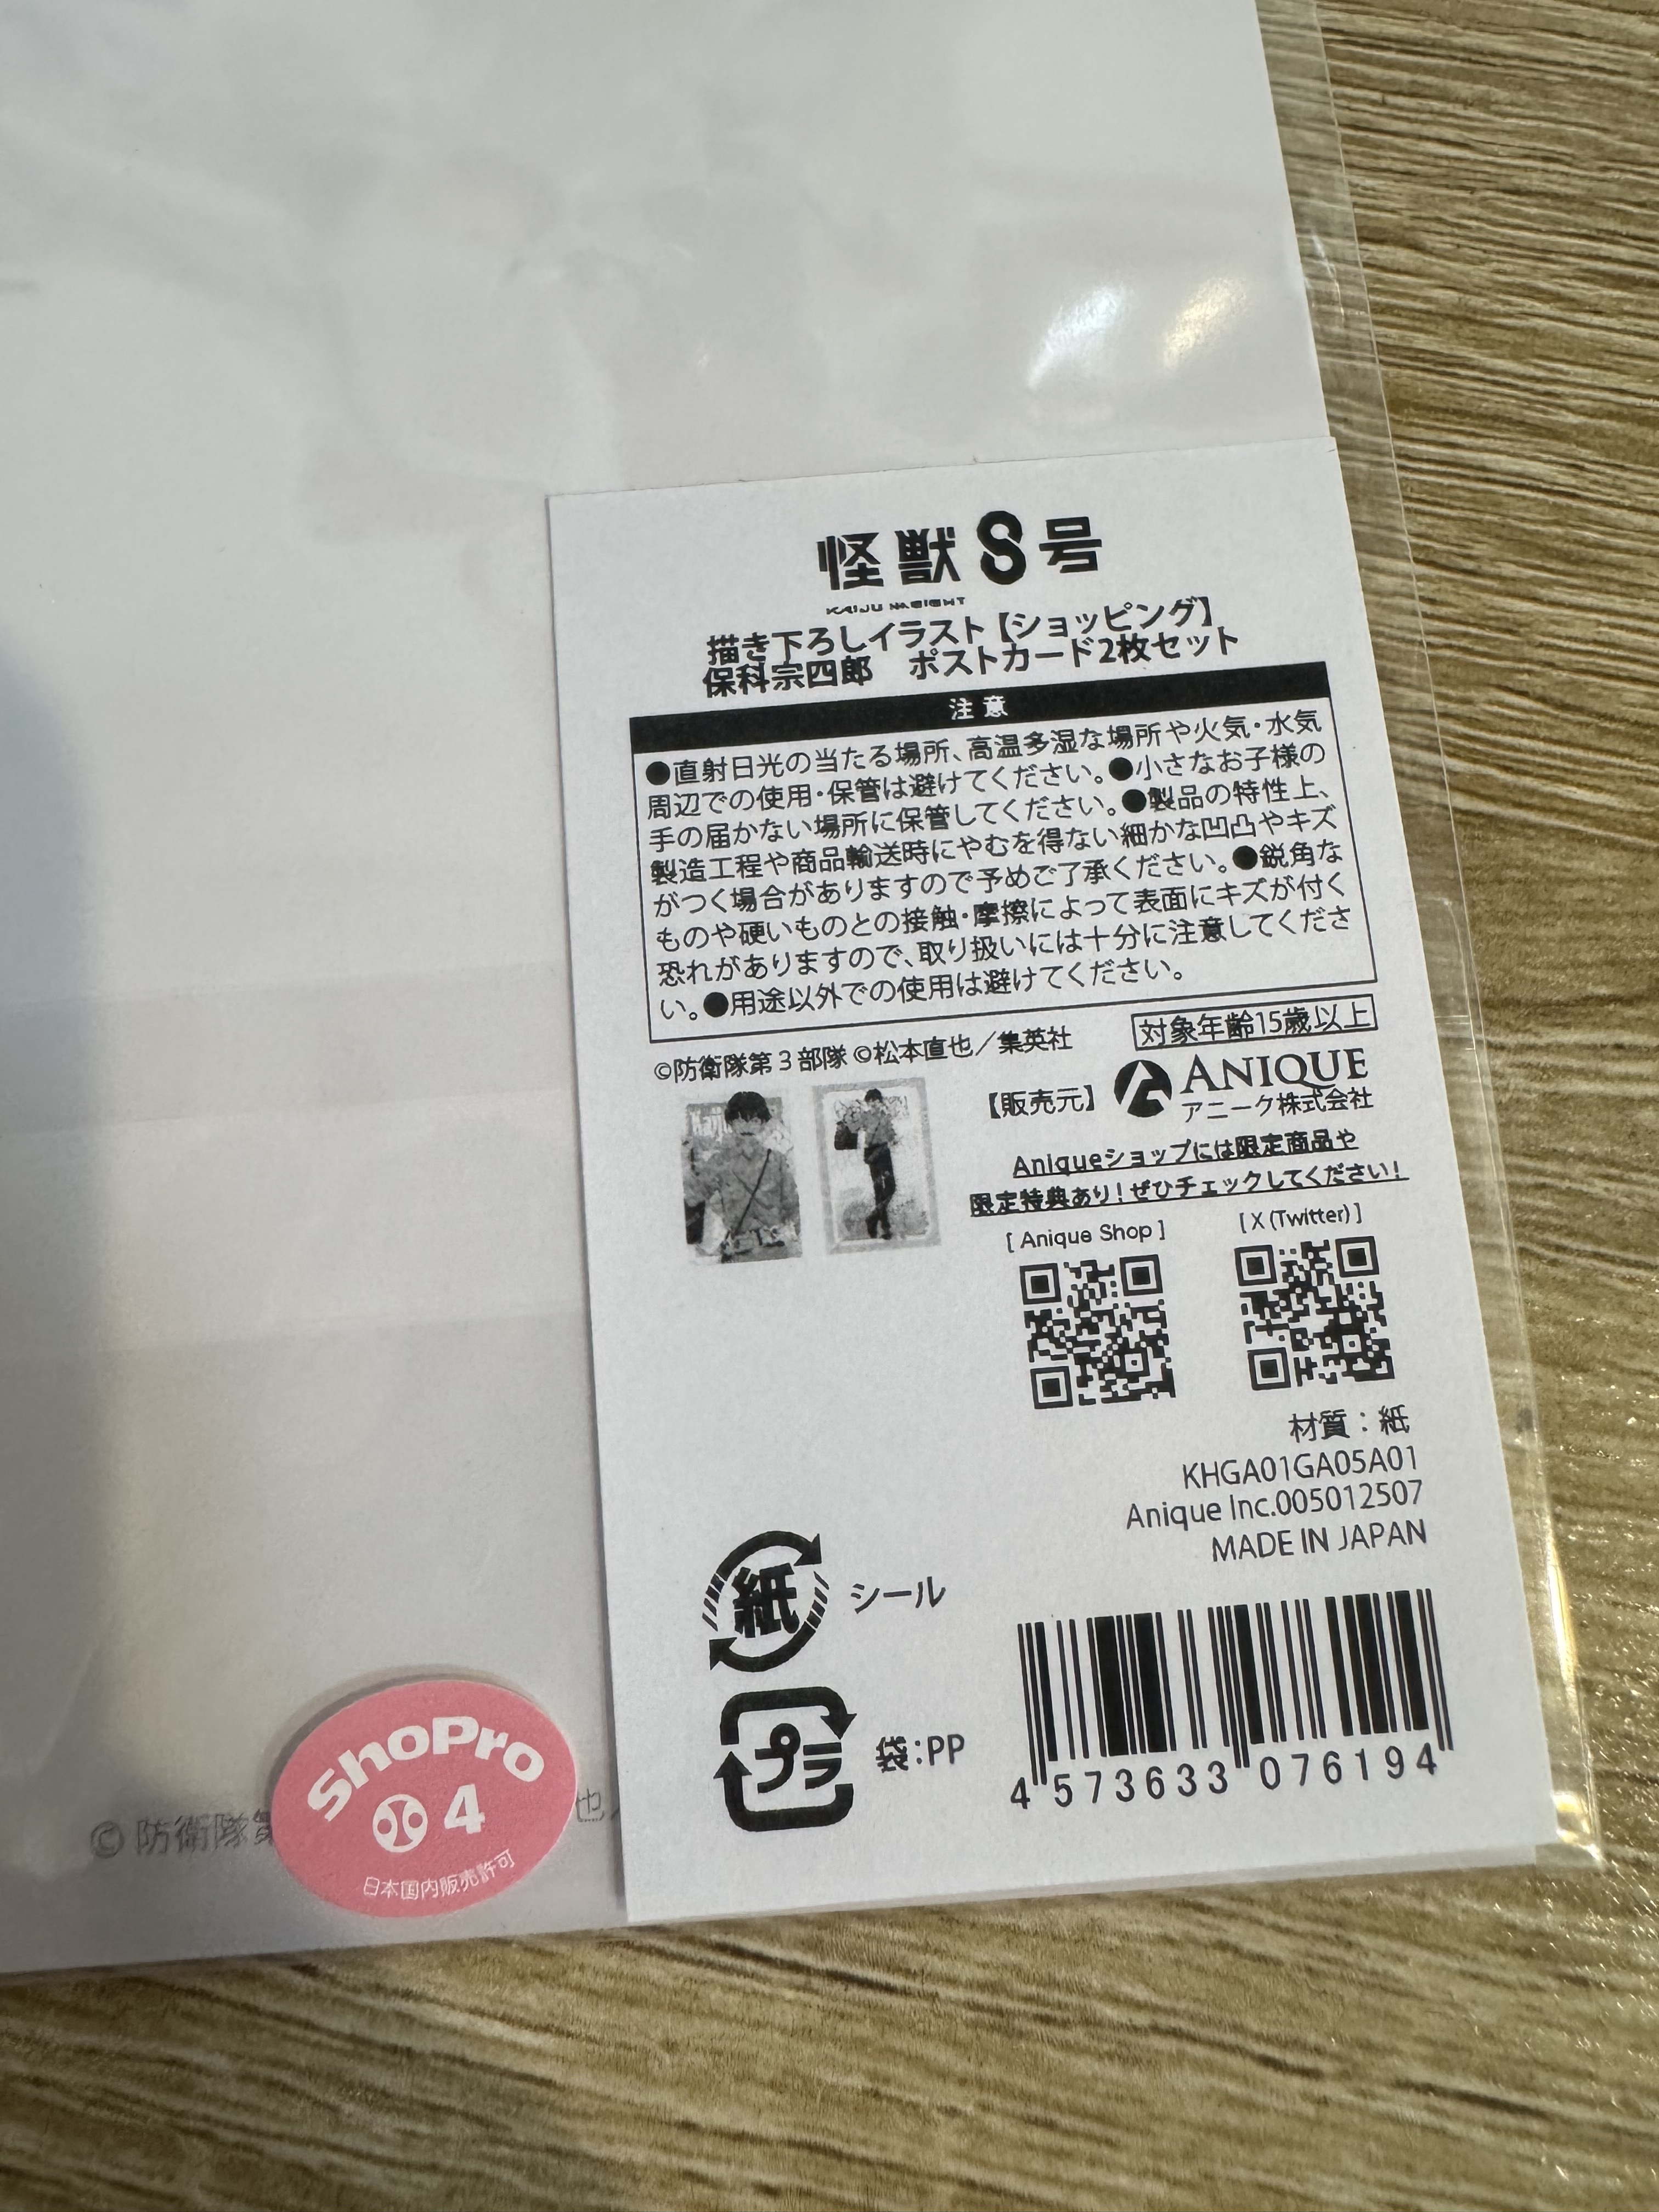 怪獣8号
KAIJU No.EIGHT
描き下ろしイラスト【ショッピング】
保科宗四郎　ポストカード2枚セット
注意
●直射日光の当たる場所、高温多湿な場所や火気・水気
周辺での使用・保管は避けてください。●小さなお子様の
手の届かない場所に保管してください。●製品の特性上、
製造工程や商品輸送時にやむを得ない細かな凹凸やキズ
がつく場合がありますので予めご了承ください。●鋭角な
ものや硬いものとの接触・摩擦によって表面にキズが付く
恐れがありますので、取り扱いには十分に注意してくださ
い。●用途以外での使用は避けてください。
対象年齢15歳以上
©防衛隊第3部隊 ©松本直也／集英社
【販売元】 ANIQUE
アニーク株式会社
Aniqueショップには限定商品や
限定特典あり！ぜひチェックしてください！
[ Anique Shop ]
[ X (Twitter) ]
材質：紙
KHGA01GA05A01
Anique Inc.005012507
MADE IN JAPAN
紙 シール
プラ 袋：PP
4 573633 076194
ShoPro
4
日本国内販売許可
© 防衛隊第
也